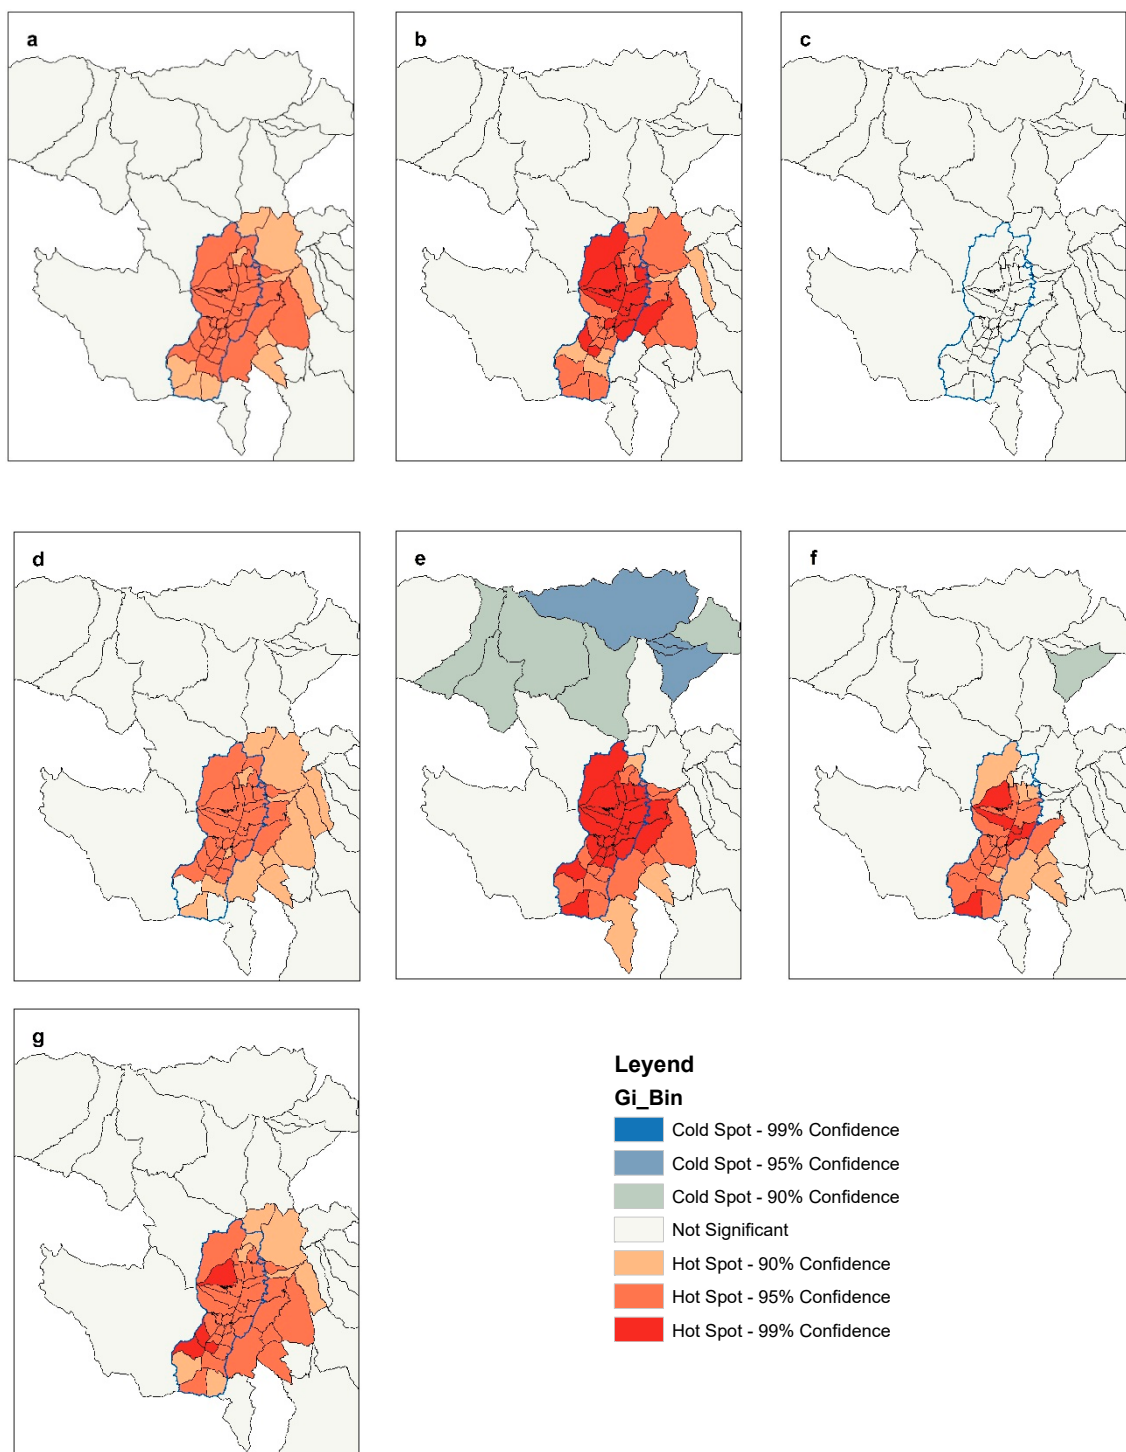 a
b
c
d
e
f
g
Leyend
Gi_Bin
Cold Spot - 99% Confidence
Cold Spot - 95% Confidence
Cold Spot - 90% Confidence
Not Significant
Hot Spot - 90% Confidence
Hot Spot - 95% Confidence
Hot Spot - 99% Confidence